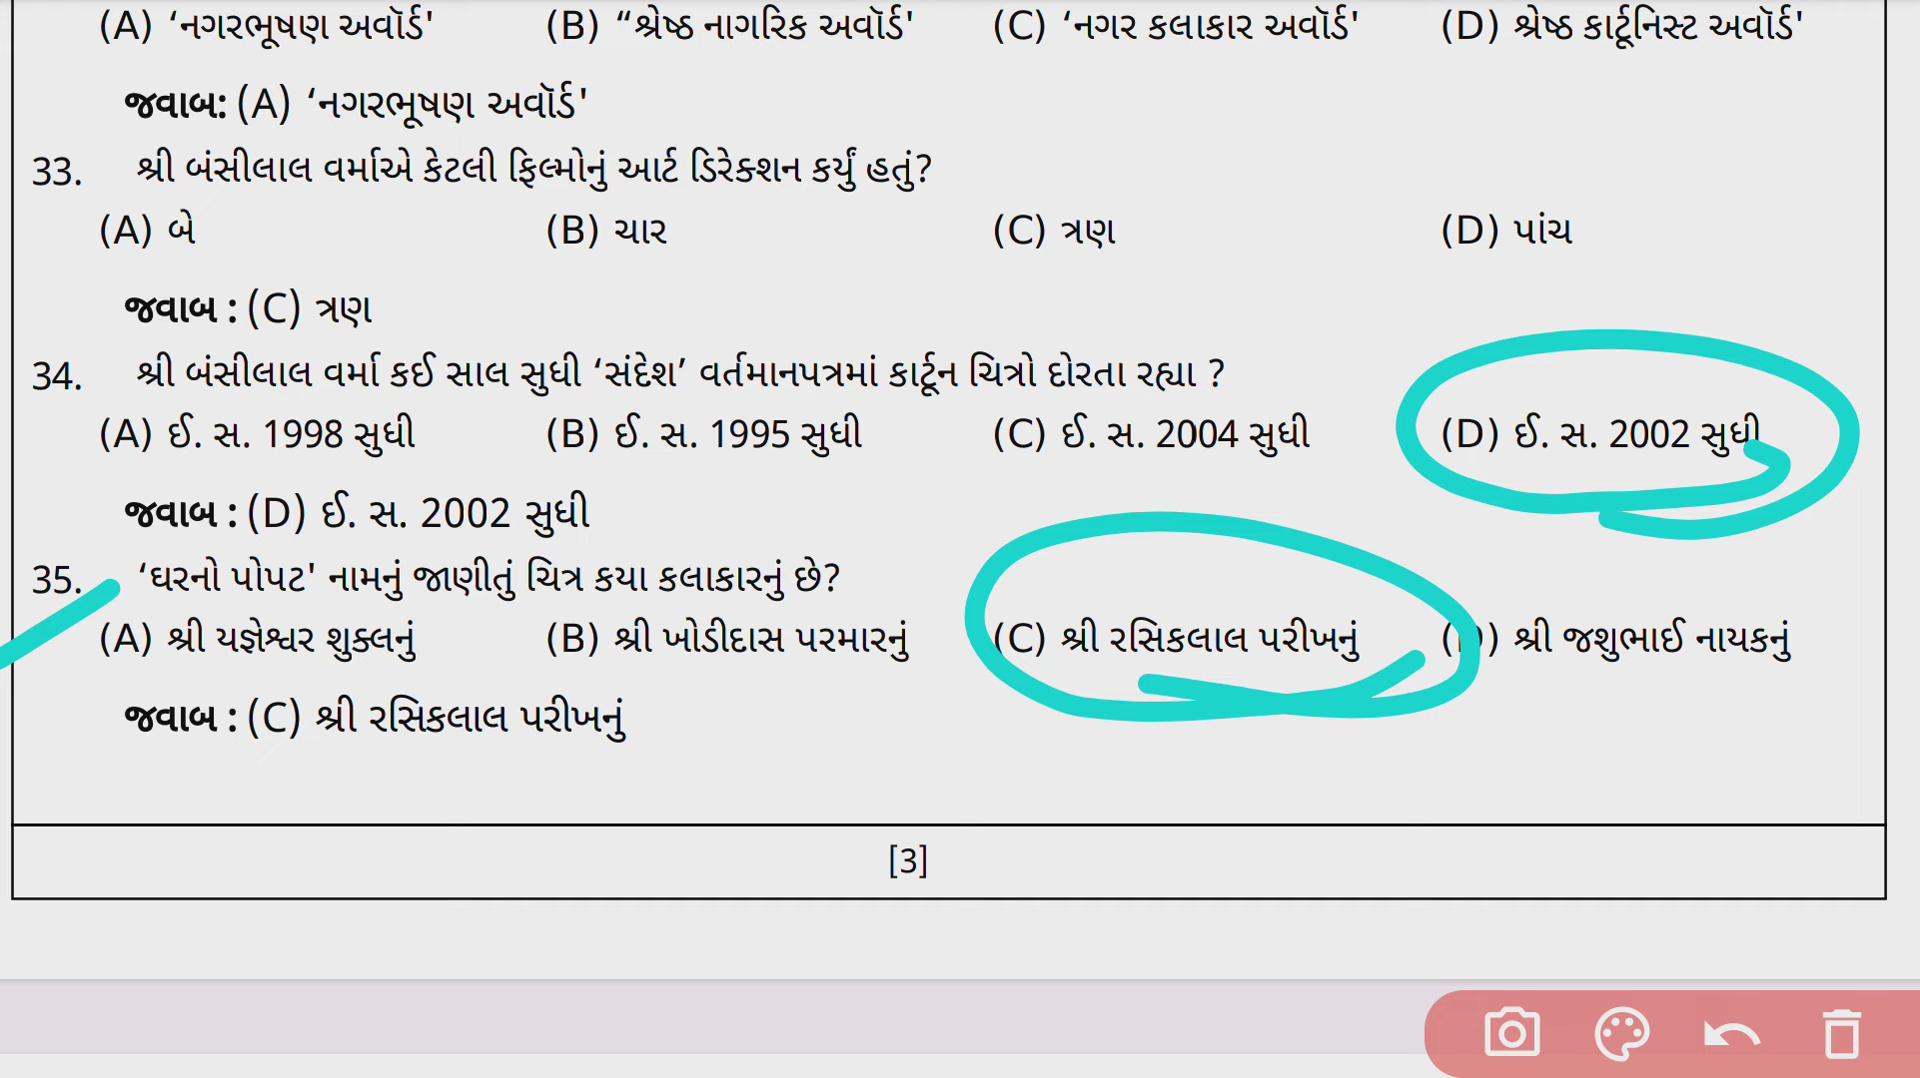 (A) ‘નગરભૂષણ અવૉર્ડ' (B) “શ્રેષ્ઠ નાગરિક અવૉર્ડ' (C) ‘નગર કલાકાર અવૉર્ડ' (D) શ્રેષ્ઠ કાર્ટૂનિસ્ટ અવૉર્ડ'
જવાબ: (A) ‘નગરભૂષણ અવૉર્ડ'
33. શ્રી બંસીલાલ વર્માએ કેટલી ફિલ્મોનું આર્ટ ડિરેક્શન કર્યું હતું?
(A) બે (B) ચાર (C) ત્રણ (D) પાંચ
જવાબ : (C) ત્રણ
34. શ્રી બંસીલાલ વર્મા કઈ સાલ સુધી ‘સંદેશ’ વર્તમાનપત્રમાં કાર્ટૂન ચિત્રો દોરતા રહ્યા ?
(A) ઈ. સ. 1998 સુધી (B) ઈ. સ. 1995 સુધી (C) ઈ. સ. 2004 સુધી (D) ઈ. સ. 2002 સુધી
જવાબ : (D) ઈ. સ. 2002 સુધી
35. ‘ઘરનો પોપટ' નામનું જાણીતું ચિત્ર કયા કલાકારનું છે?
(A) શ્રી યજ્ઞેશ્વર શુક્લનું (B) શ્રી ખોડીદાસ પરમારનું (C) શ્રી રસિકલાલ પરીખનું (D) શ્રી જશુભાઈ નાયકનું
જવાબ : (C) શ્રી રસિકલાલ પરીખનું
[3]